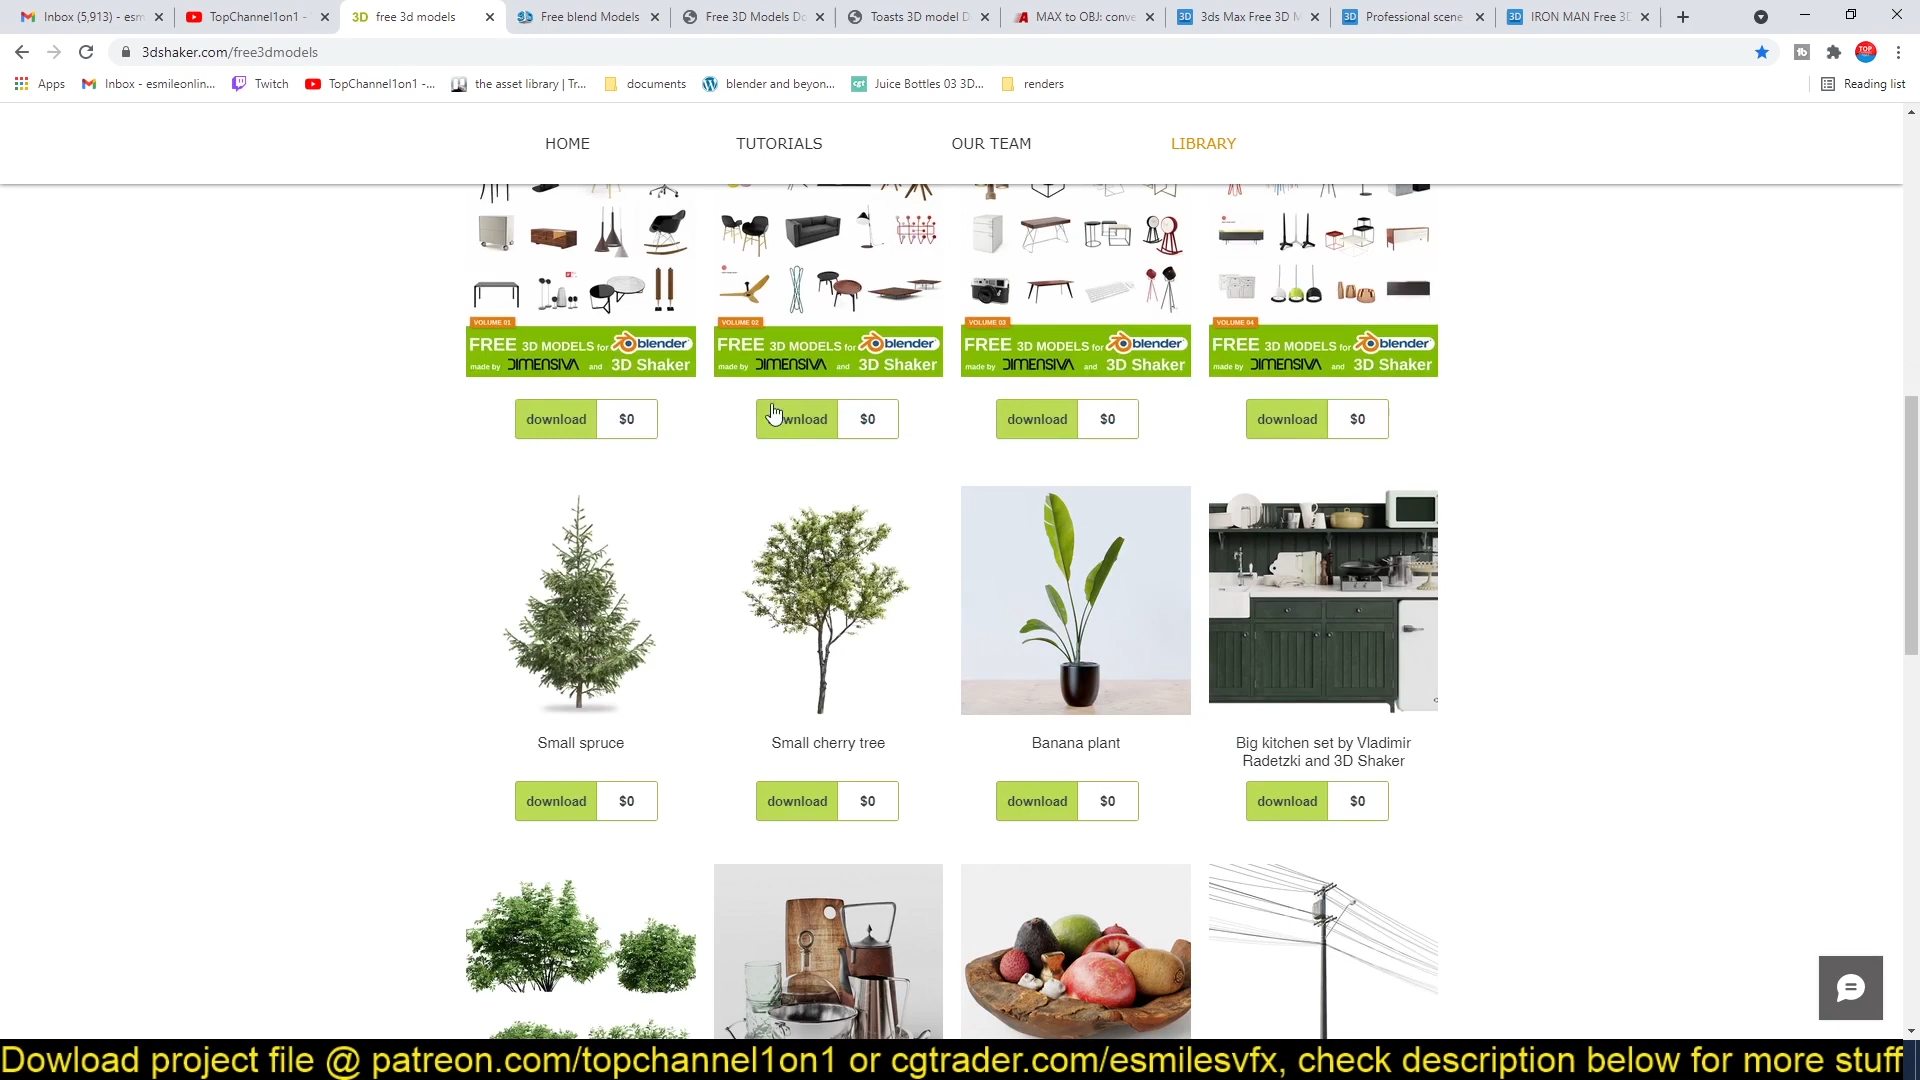 Inbox (5,913) - esm
TopChannel1on1 -
free 3d models
Free blend Models
Free 3D Models Do
Toasts 3D model D
MAX to OBJ: conve
3ds Max Free 3D M
Professional scene
IRON MAN Free 3D
3dshaker.com/free3dmodels
Apps
Inbox - esmileonlin...
Twitch
TopChannel1on1 -...
the asset library | Tr...
documents
blender and beyon...
Juice Bottles 03 3D...
renders
Reading list
HOME
TUTORIALS
OUR TEAM
LIBRARY
VOLUME 01
VOLUME 02
VOLUME 03
VOLUME 04
FREE 3D MODELS for blender
made by DIMENSIVA and 3D Shaker
FREE 3D MODELS for blender
made by DIMENSIVA and 3D Shaker
FREE 3D MODELS for blender
made by DIMENSIVA and 3D Shaker
FREE 3D MODELS for blender
made by DIMENSIVA and 3D Shaker
download $0
download $0
download $0
download $0
Small spruce
Small cherry tree
Banana plant
Big kitchen set by Vladimir
Radetzki and 3D Shaker
download $0
download $0
download $0
download $0
Dowload project file @ patreon.com/topchannel1on1 or cgtrader.com/esmilesvfx, check description below for more stuff